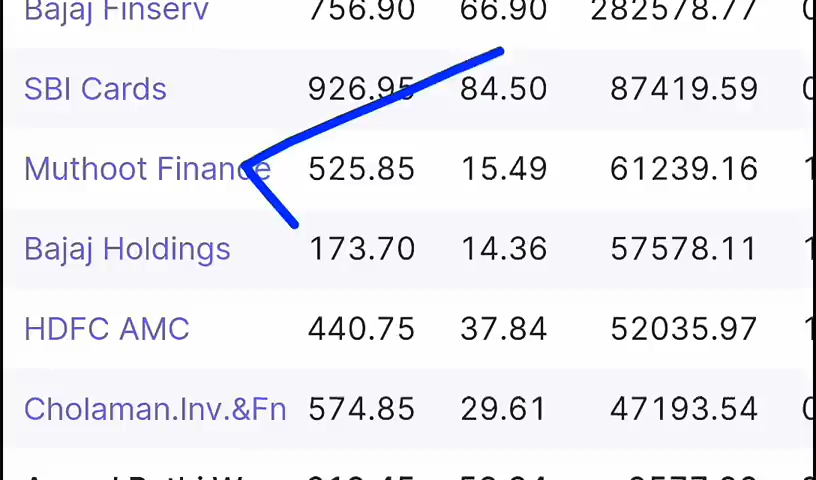 Bajaj Finserv 756.90 66.90 282578.77
SBI Cards 926.95 84.50 87419.59
Muthoot Finance 525.85 15.49 61239.16
Bajaj Holdings 173.70 14.36 57578.11
HDFC AMC 440.75 37.84 52035.97
Cholaman.Inv.&Fn 574.85 29.61 47193.54